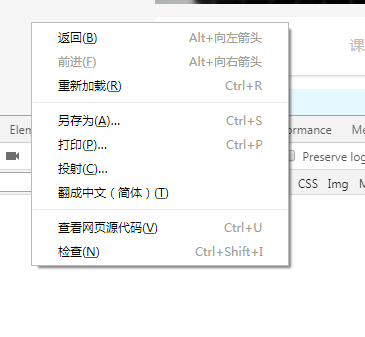 返回(B) Alt+向左箭头
前进(F) Alt+向右箭头
课
重新加载(R) Ctrl+R
另存为(A)... Ctrl+S
Elem
ormance Me
打印(P)... Ctrl+P
Preserve log
投射(C)...
CSS Img M
翻成中文（简体）(T)
查看网页源代码(V) Ctrl+U
检查(N) Ctrl+Shift+I